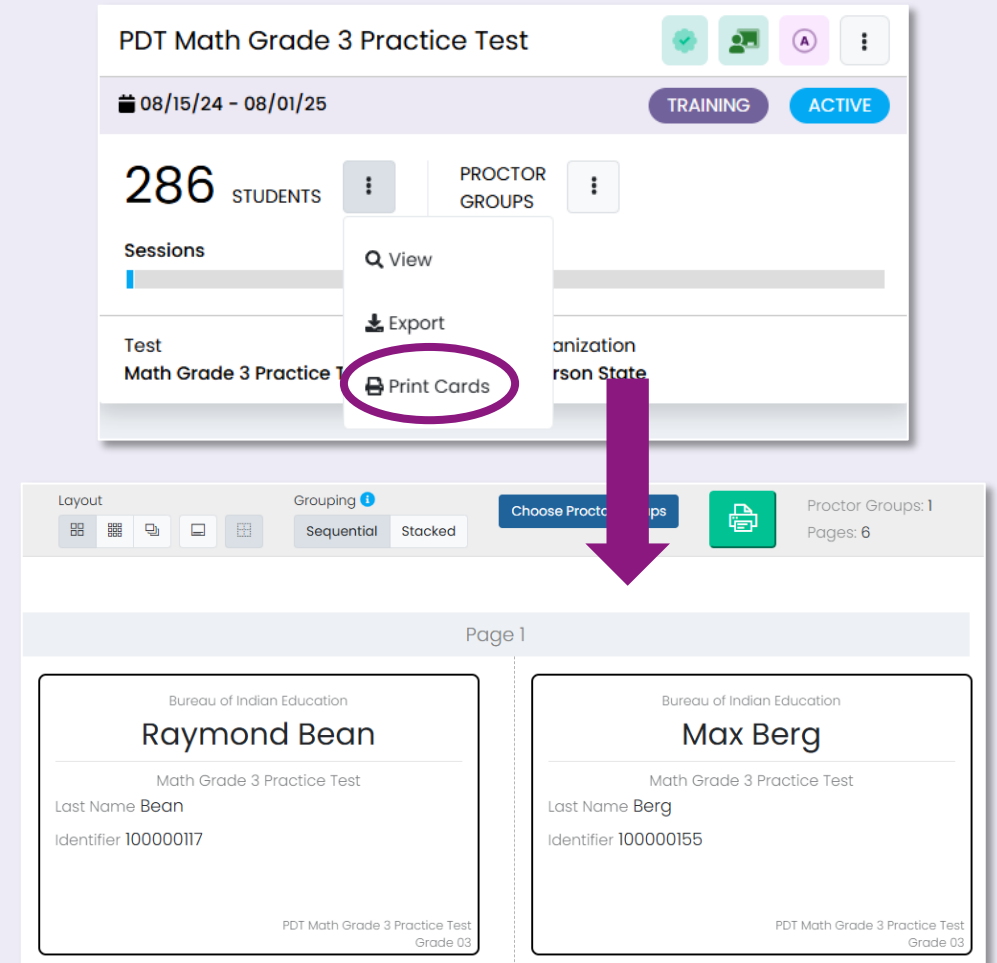 PDT Math Grade 3 Practice Test
A
08/15/24 - 08/01/25
TRAINING
ACTIVE
286 STUDENTS
PROCTOR
GROUPS
Sessions
View
Export
Print Cards
Test
anization
Math Grade 3 Practice T
rson State
Layout
Grouping
Sequential
Stacked
Choose Proctor ps
Proctor Groups: 1
Pages: 6
Page 1
Bureau of Indian Education
Raymond Bean
Math Grade 3 Practice Test
Last Name Bean
Identifier 100000117
PDT Math Grade 3 Practice Test
Grade 03
Bureau of Indian Education
Max Berg
Math Grade 3 Practice Test
Last Name Berg
Identifier 100000155
PDT Math Grade 3 Practice Test
Grade 03